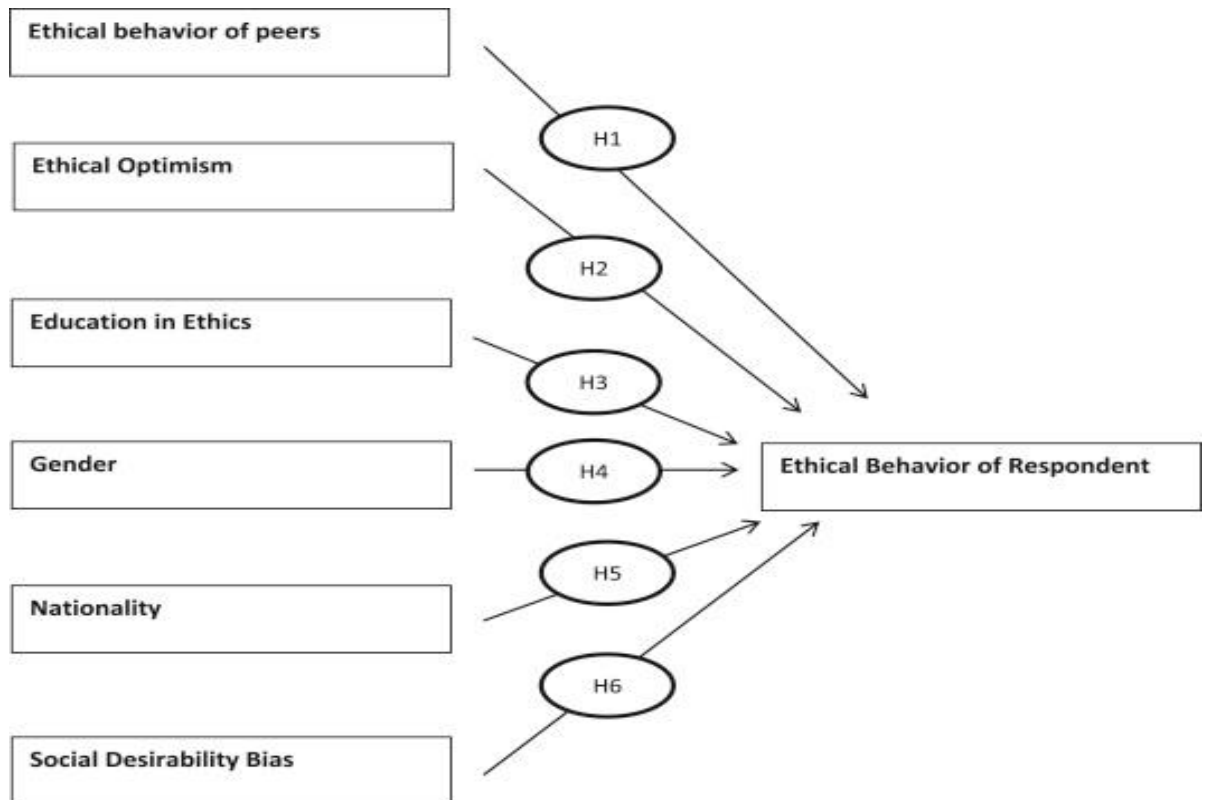 Ethical behavior of peers
H1
Ethical Optimism
H2
Education in Ethics
H3
Gender
H4
Ethical Behavior of Respondent
Nationality
H5
H6
Social Desirability Bias